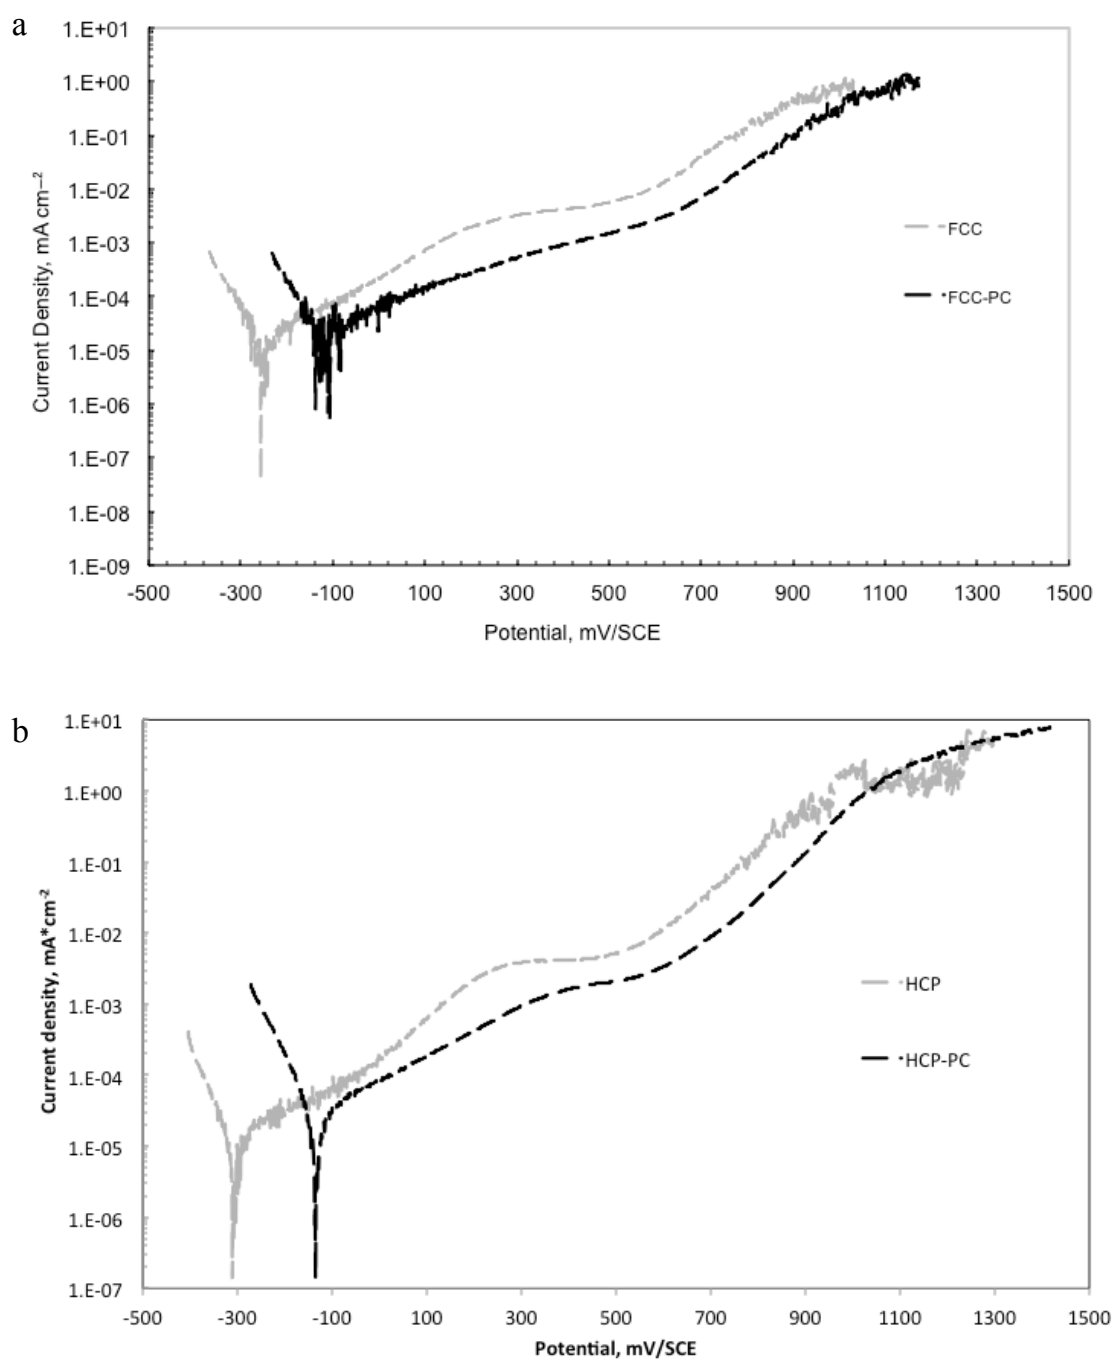 a
1.E+01
1.E+00
1.E-01
1.E-02
1.E-03
1.E-04
1.E-05
1.E-06
1.E-07
1.E-08
1.E-09
Current Density, mA cm⁻²
FCC
FCC-PC
-500 -300 -100 100 300 500 700 900 1100 1300 1500
Potential, mV/SCE
b
1.E+01
1.E+00
1.E-01
1.E-02
1.E-03
1.E-04
1.E-05
1.E-06
1.E-07
Current density, mA*cm⁻²
HCP
HCP-PC
-500 -300 -100 100 300 500 700 900 1100 1300 1500
Potential, mV/SCE